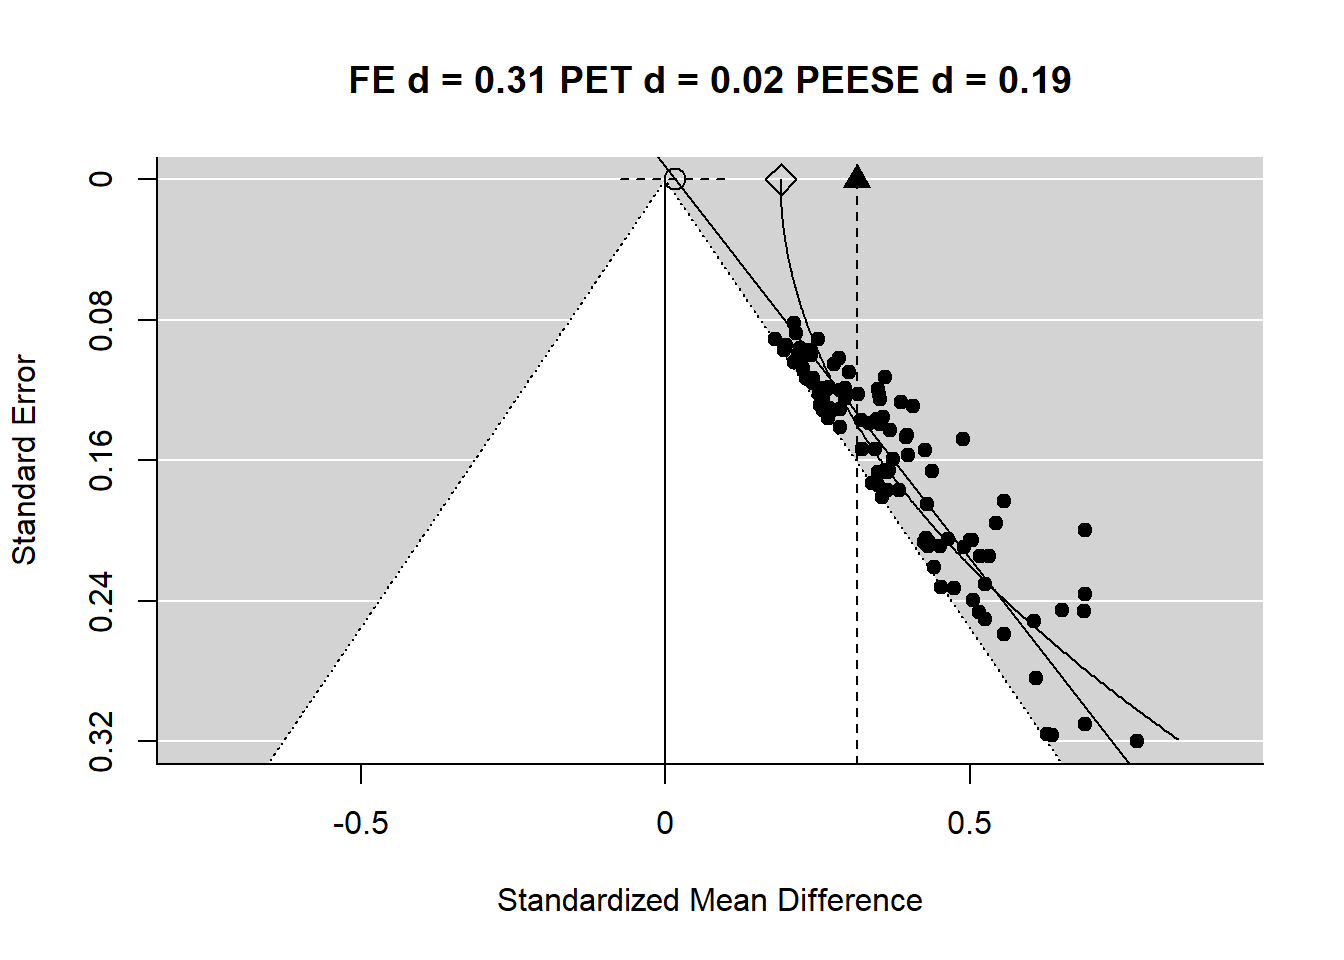 FE d = 0.31 PET d = 0.02 PEESE d = 0.19
Standard Error
0
0.08
0.16
0.24
0.32
-0.5
0
0.5
Standardized Mean Difference